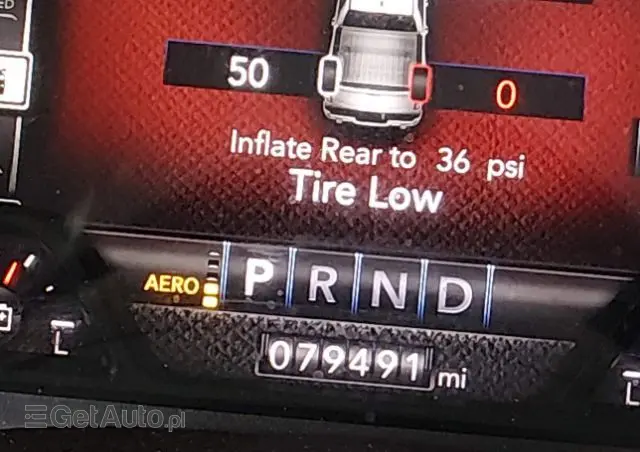 50
0
Inflate Rear to 36 psi
Tire Low
AERO P R N D
079491 mi
L
L
GetAuto.pl